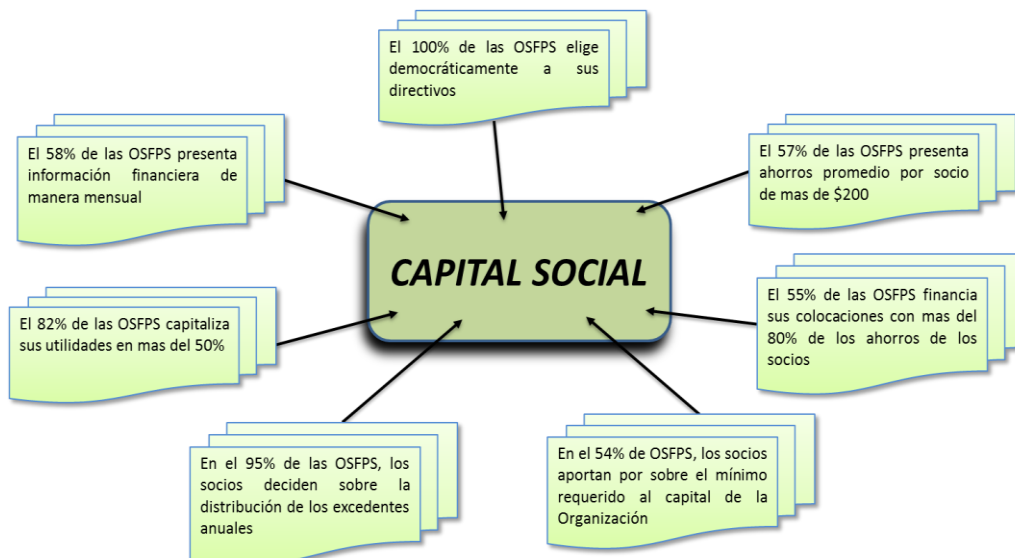 El 100% de las OSFPS elige
democráticamente a sus
directivos
El 58% de las OSFPS presenta
información financiera de
manera mensual
El 57% de las OSFPS presenta
ahorros promedio por socio
de mas de $200
CAPITAL SOCIAL
El 82% de las OSFPS capitaliza
sus utilidades en mas del 50%
El 55% de las OSFPS financia
sus colocaciones con mas del
80% de los ahorros de los
socios
En el 95% de las OSFPS, los
socios deciden sobre la
distribución de los excedentes
anuales
En el 54% de OSFPS, los socios
aportan por sobre el mínimo
requerido al capital de la
Organización